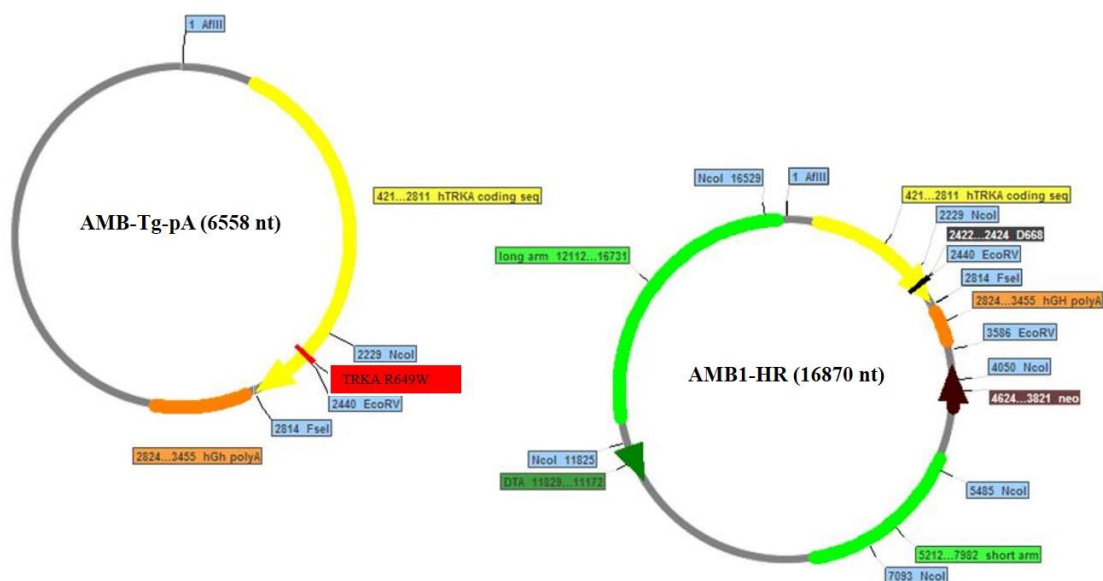 1 AflII
421...2811 hTRKA coding seq
AMB-Tg-pA (6558 nt)
2229 NcoI
TRKA R649W
2440 EcoRV
2814 FseI
2824...3455 hGh polyA
NcoI 16529
1 AflII
421...2811 hTRKA coding seq
2229 NcoI
2422...2424 D668
2440 EcoRV
2814 FseI
2824...3455 hGH polyA
long arm 12112...16731
3586 EcoRV
AMB1-HR (16870 nt)
4050 NcoI
4624...3821 neo
NcoI 11825
DTA 11829...11172
5485 NcoI
5212...7982 short arm
7093 NcoI